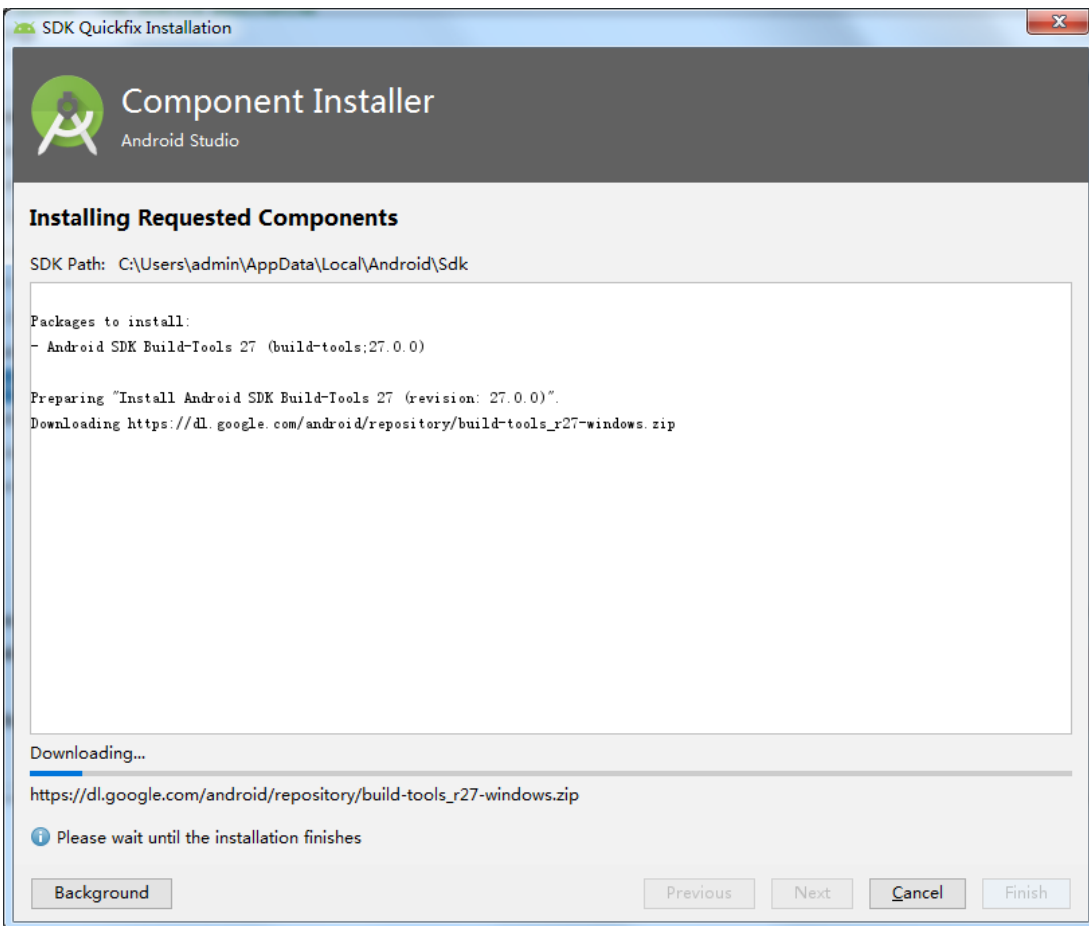 SDK Quickfix Installation
Component Installer
Android Studio
Installing Requested Components
SDK Path: C:\Users\admin\AppData\Local\Android\Sdk
Packages to install:
- Android SDK Build-Tools 27 (build-tools;27.0.0)
Preparing "Install Android SDK Build-Tools 27 (revision: 27.0.0)".
Downloading https://dl.google.com/android/repository/build-tools_r27-windows.zip
Downloading...
https://dl.google.com/android/repository/build-tools_r27-windows.zip
Please wait until the installation finishes
Background Previous Next Cancel Finish